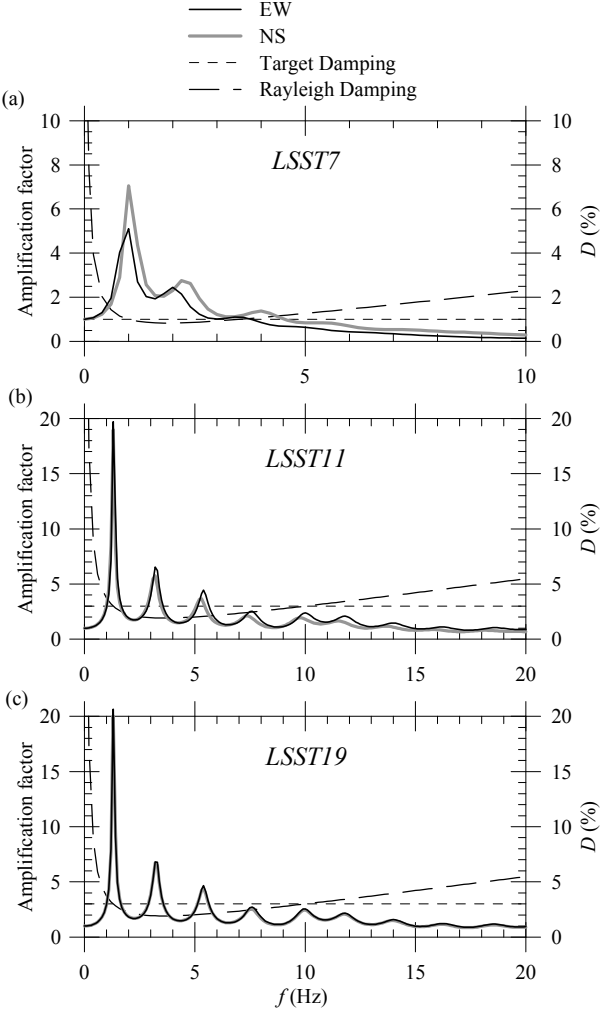 EW
NS
Target Damping
Rayleigh Damping
(a)
10
8
6
4
2
0
Amplification factor
LSST7
10
8
6
4
2
0
D (%)
0
5
10
(b)
20
15
10
5
0
Amplification factor
LSST11
20
15
10
5
0
D (%)
0
5
10
15
20
(c)
20
15
10
5
0
Amplification factor
LSST19
20
15
10
5
0
D (%)
0
5
10
15
20
f (Hz)